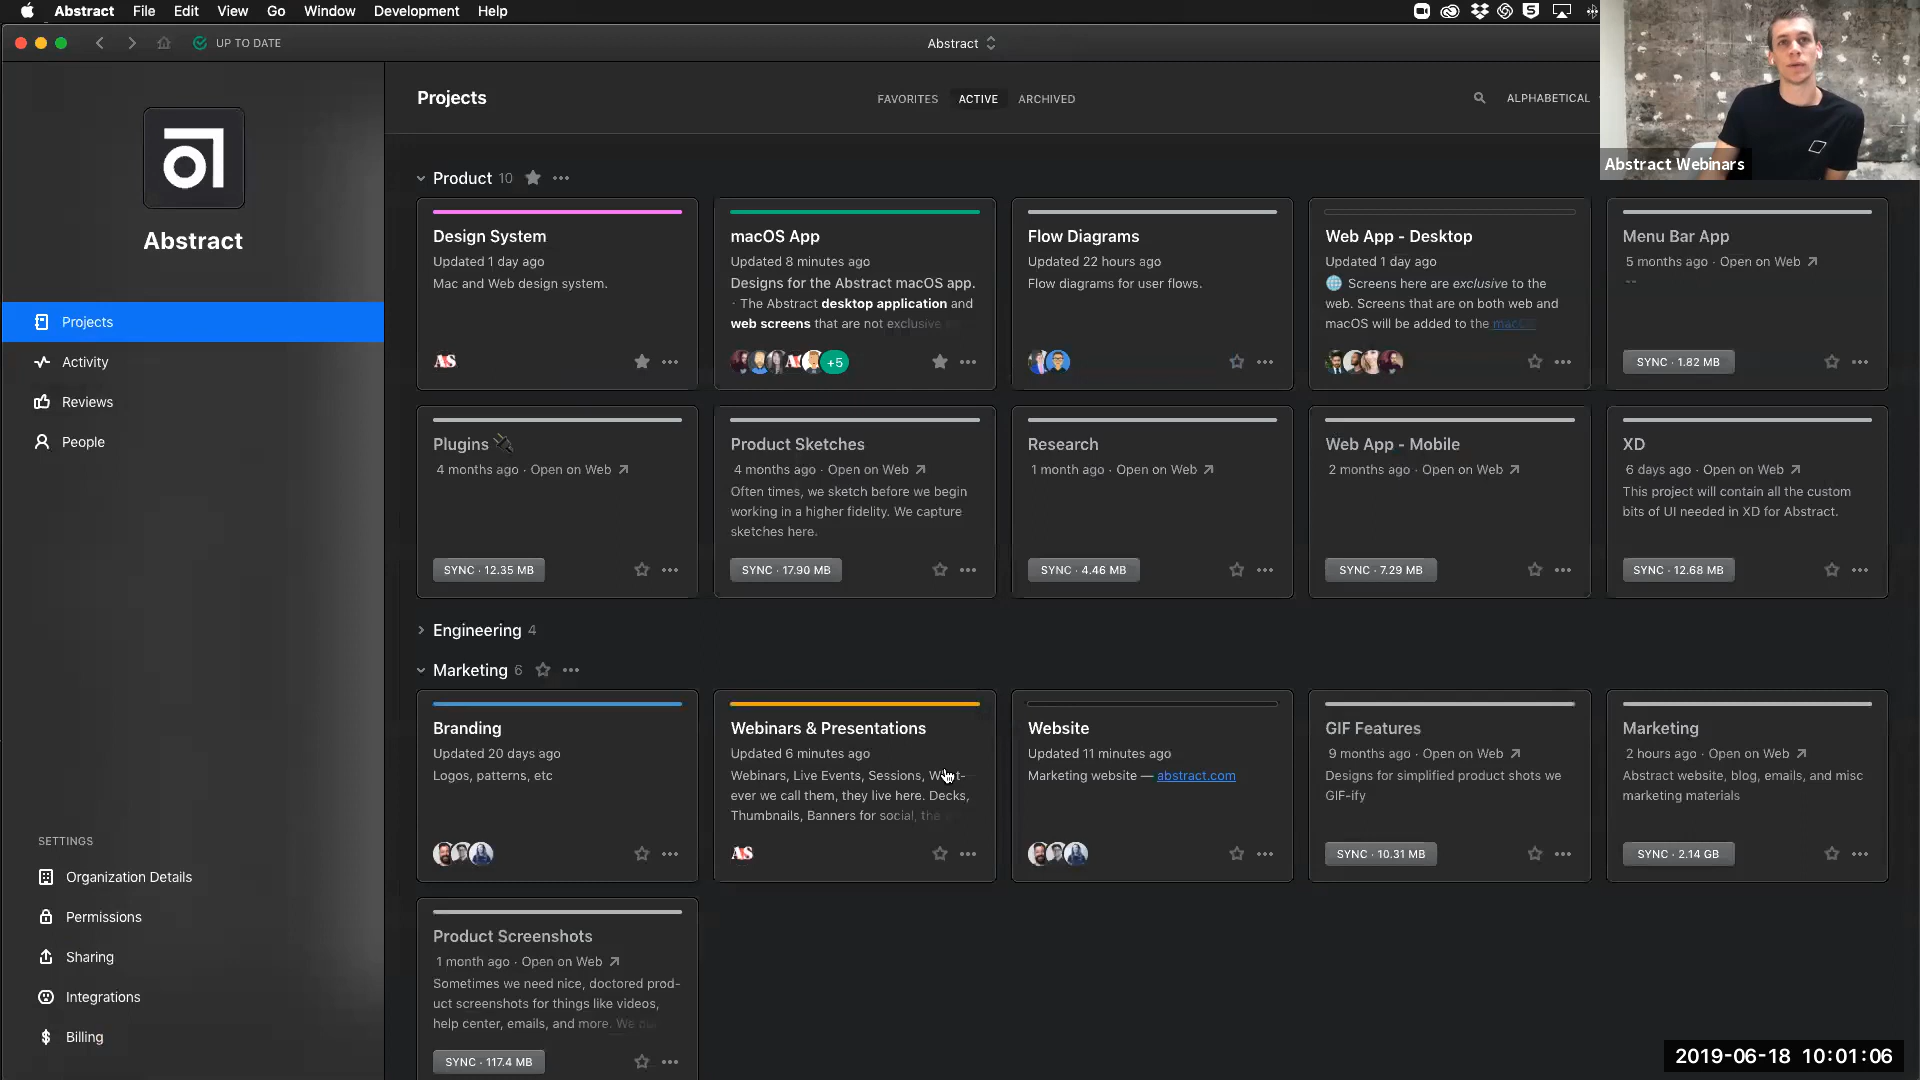 Abstract File Edit View Go Window Development Help
UP TO DATE
Abstract
Abstract
Projects
Activity
Reviews
People
SETTINGS
Organization Details
Permissions
Sharing
Integrations
Billing
Projects
FAVORITES ACTIVE ARCHIVED
ALPHABETICAL
Abstract Webinars
Product 10
Design System
Updated 1 day ago
Mac and Web design system.
macOS App
Updated 8 minutes ago
Designs for the Abstract macOS app.
· The Abstract desktop application and
web screens that are not exclusive
+5
Flow Diagrams
Updated 22 hours ago
Flow diagrams for user flows.
Web App - Desktop
Updated 1 day ago
Screens here are exclusive to the
web. Screens that are on both web and
macOS will be added to the macOS
Menu Bar App
5 months ago · Open on Web
--
SYNC · 1.82 MB
Plugins
4 months ago · Open on Web
SYNC · 12.35 MB
Product Sketches
4 months ago · Open on Web
Often times, we sketch before we begin
working in a higher fidelity. We capture
sketches here.
SYNC · 17.90 MB
Research
1 month ago · Open on Web
SYNC · 4.46 MB
Web App - Mobile
2 months ago · Open on Web
SYNC · 7.29 MB
XD
6 days ago · Open on Web
This project will contain all the custom
bits of UI needed in XD for Abstract.
SYNC · 12.68 MB
Engineering 4
Marketing 6
Branding
Updated 20 days ago
Logos, patterns, etc
Webinars & Presentations
Updated 6 minutes ago
Webinars, Live Events, Sessions,
ever we call them, they live here. Decks,
Thumbnails, Banners for social, the
Website
Updated 11 minutes ago
Marketing website — abstract.com
GIF Features
9 months ago · Open on Web
Designs for simplified product shots we
GIF-ify
SYNC · 10.31 MB
Marketing
2 hours ago · Open on Web
Abstract website, blog, emails, and misc
marketing materials
SYNC · 2.14 GB
Product Screenshots
1 month ago · Open on Web
Sometimes we need nice, doctored prod-
uct screenshots for things like videos,
help center, emails, and more. We
SYNC · 117.4 MB
2019-06-18 10:01:06